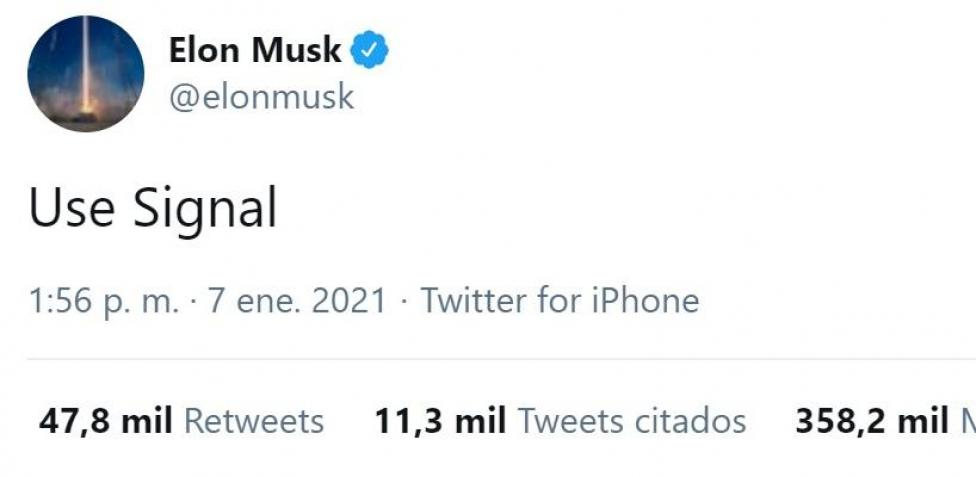 Elon Musk
@elonmusk
Use Signal
1:56 p. m. · 7 ene. 2021 · Twitter for iPhone
47,8 mil Retweets 11,3 mil Tweets citados 358,2 mil